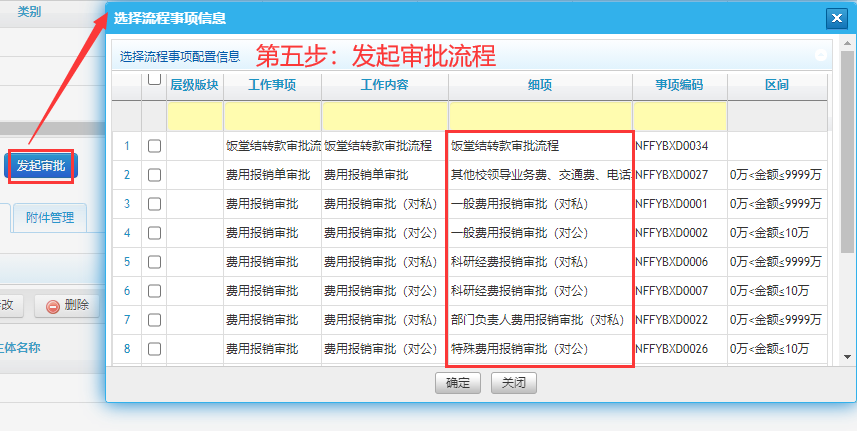 类别
选择流程事项信息
选择流程事项配置信息
第五步：发起审批流程
层级版块 工作事项 工作内容 细项 事项编码 区间
1 饭堂结转款审批流 饭堂结转款审批流程 饭堂结转款审批流程 NFFYBXD0034
发起审批
2 费用报销单审批 费用报销单审批 其他校领导业务费、交通费、电话 NFFYBXD0027 0万<金额≤9999万
3 费用报销审批 费用报销审批（对私） 一般费用报销审批（对私） NFFYBXD0001 0万<金额≤9999万
附件管理
4 费用报销审批 费用报销审批（对公） 一般费用报销审批（对公） NFFYBXD0002 0万<金额≤10万
5 费用报销审批 费用报销审批（对私） 科研经费报销审批（对私） NFFYBXD0006 0万<金额≤9999万
6 费用报销审批 费用报销审批（对公） 科研经费报销审批（对公） NFFYBXD0007 0万<金额≤10万
改 删除
7 费用报销审批 费用报销审批（对私） 部门负责人费用报销审批（对私） NFFYBXD0022 0万<金额≤9999万
主体名称
8 费用报销审批 费用报销审批（对公） 特殊费用报销审批（对公） NFFYBXD0026 0万<金额≤10万
确定 关闭